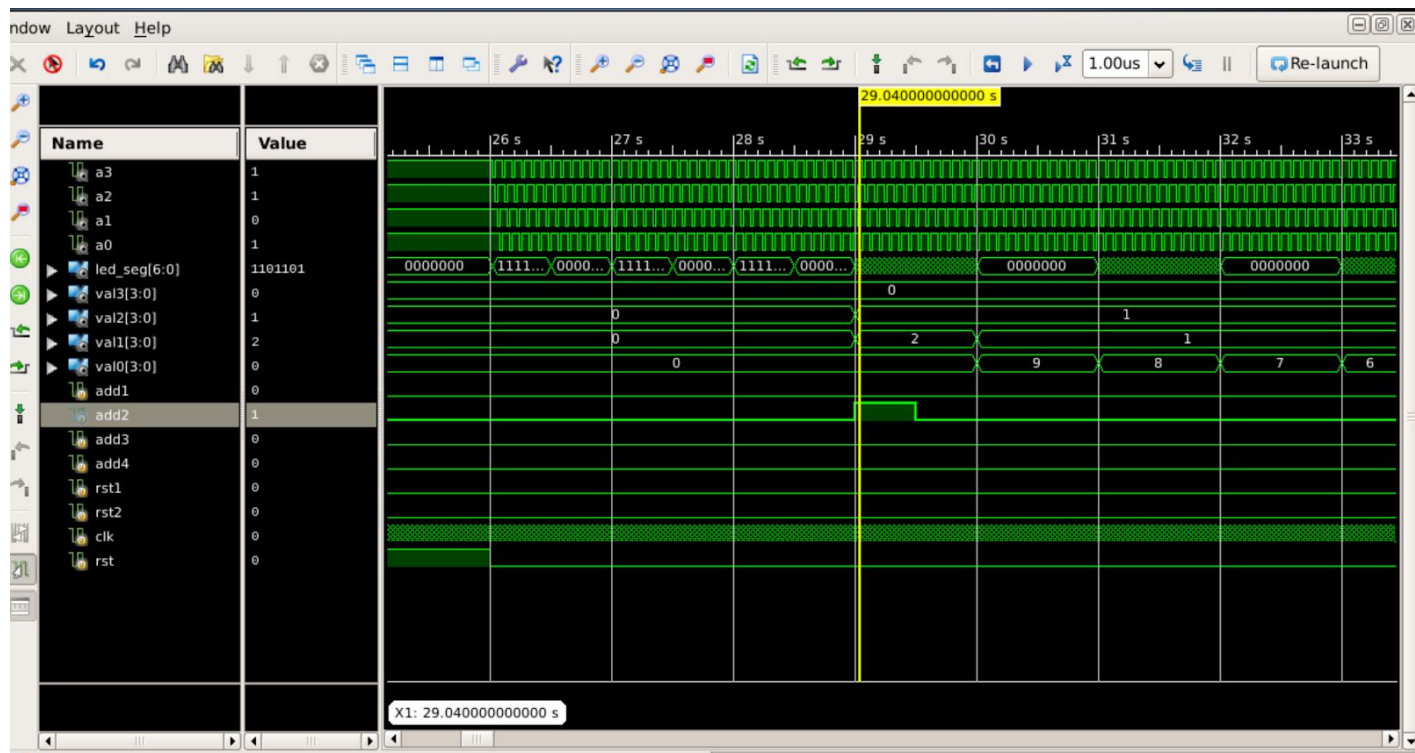 ndow Layout Help
1.00us Re-launch
29.040000000000 s
Name Value
26 s 27 s 28 s 29 s 30 s 31 s 32 s 33 s
a3 1
a2 1
a1 0
a0 1
led_seg[6:0] 1101101 0000000 1111... 0000... 1111... 0000... 1111... 0000... 0000000 0000000
val3[3:0] 0 0
val2[3:0] 1 0 1
val1[3:0] 2 0 2 1
val0[3:0] 0 0 9 8 7 6
add1 0
add2 1
add3 0
add4 0
rst1 0
rst2 0
clk 0
rst 0
X1: 29.040000000000 s